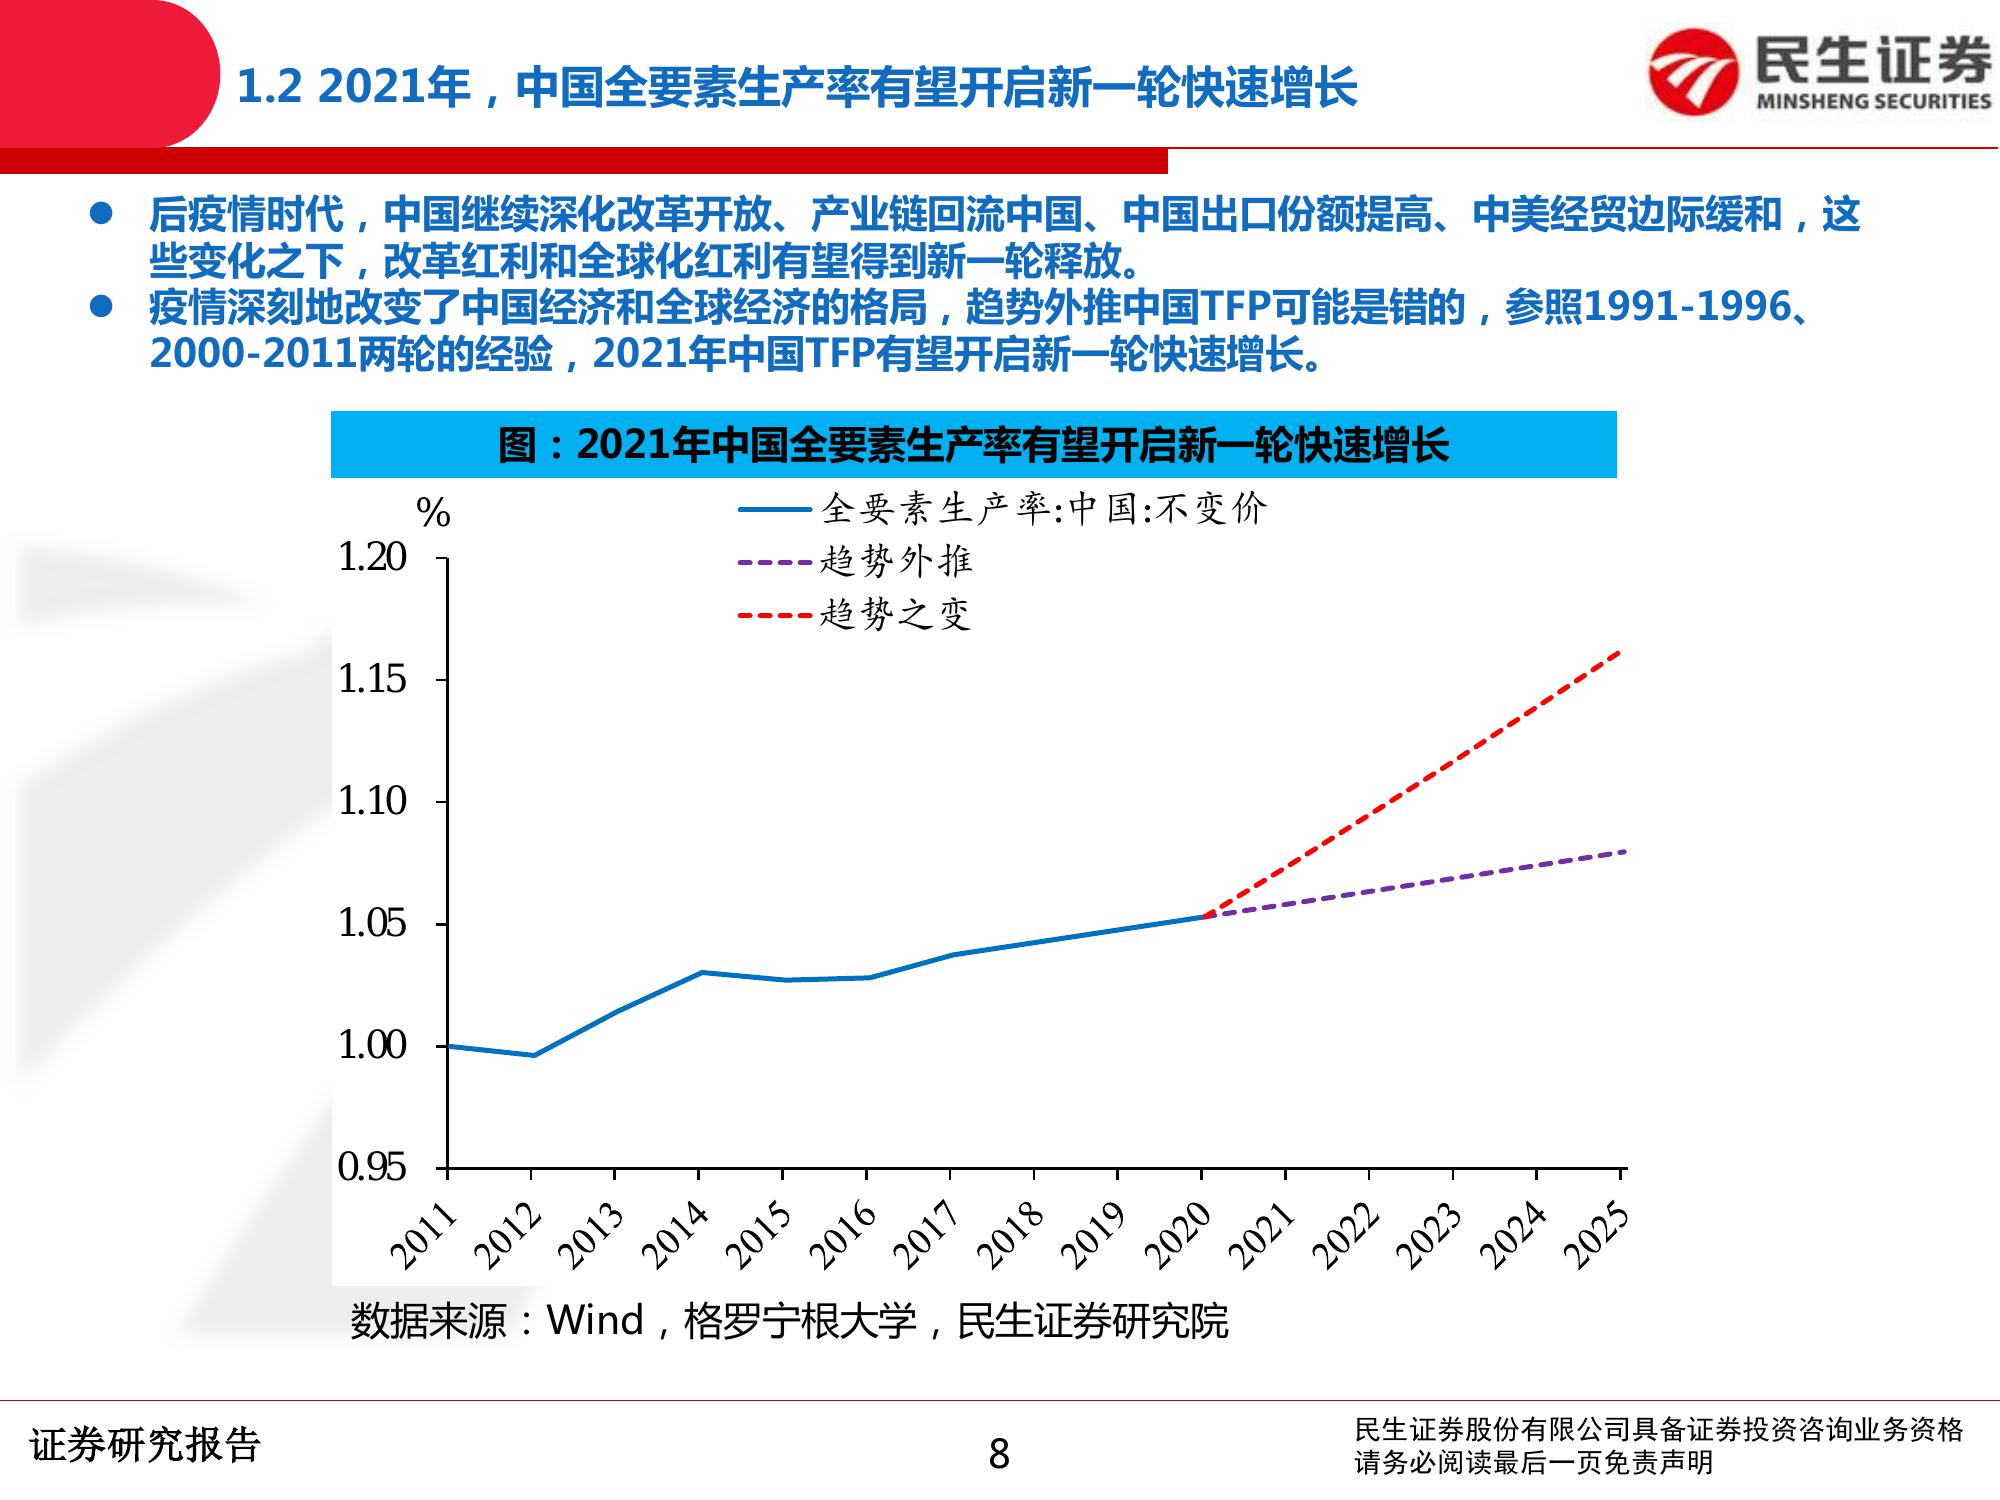 1.2 2021年，中国全要素生产率有望开启新一轮快速增长
民生证券
MINSHENG SECURITIES
● 后疫情时代，中国继续深化改革开放、产业链回流中国、中国出口份额提高、中美经贸边际缓和，这
些变化之下，改革红利和全球化红利有望得到新一轮释放。
● 疫情深刻地改变了中国经济和全球经济的格局，趋势外推中国TFP可能是错的，参照1991-1996、
2000-2011两轮的经验，2021年中国TFP有望开启新一轮快速增长。
图：2021年中国全要素生产率有望开启新一轮快速增长
%
全要素生产率:中国:不变价
趋势外推
趋势之变
1.20
1.15
1.10
1.05
1.00
0.95
2011 2012 2013 2014 2015 2016 2017 2018 2019 2020 2021 2022 2023 2024 2025
数据来源：Wind，格罗宁根大学，民生证券研究院
证券研究报告
8
民生证券股份有限公司具备证券投资咨询业务资格
请务必阅读最后一页免责声明